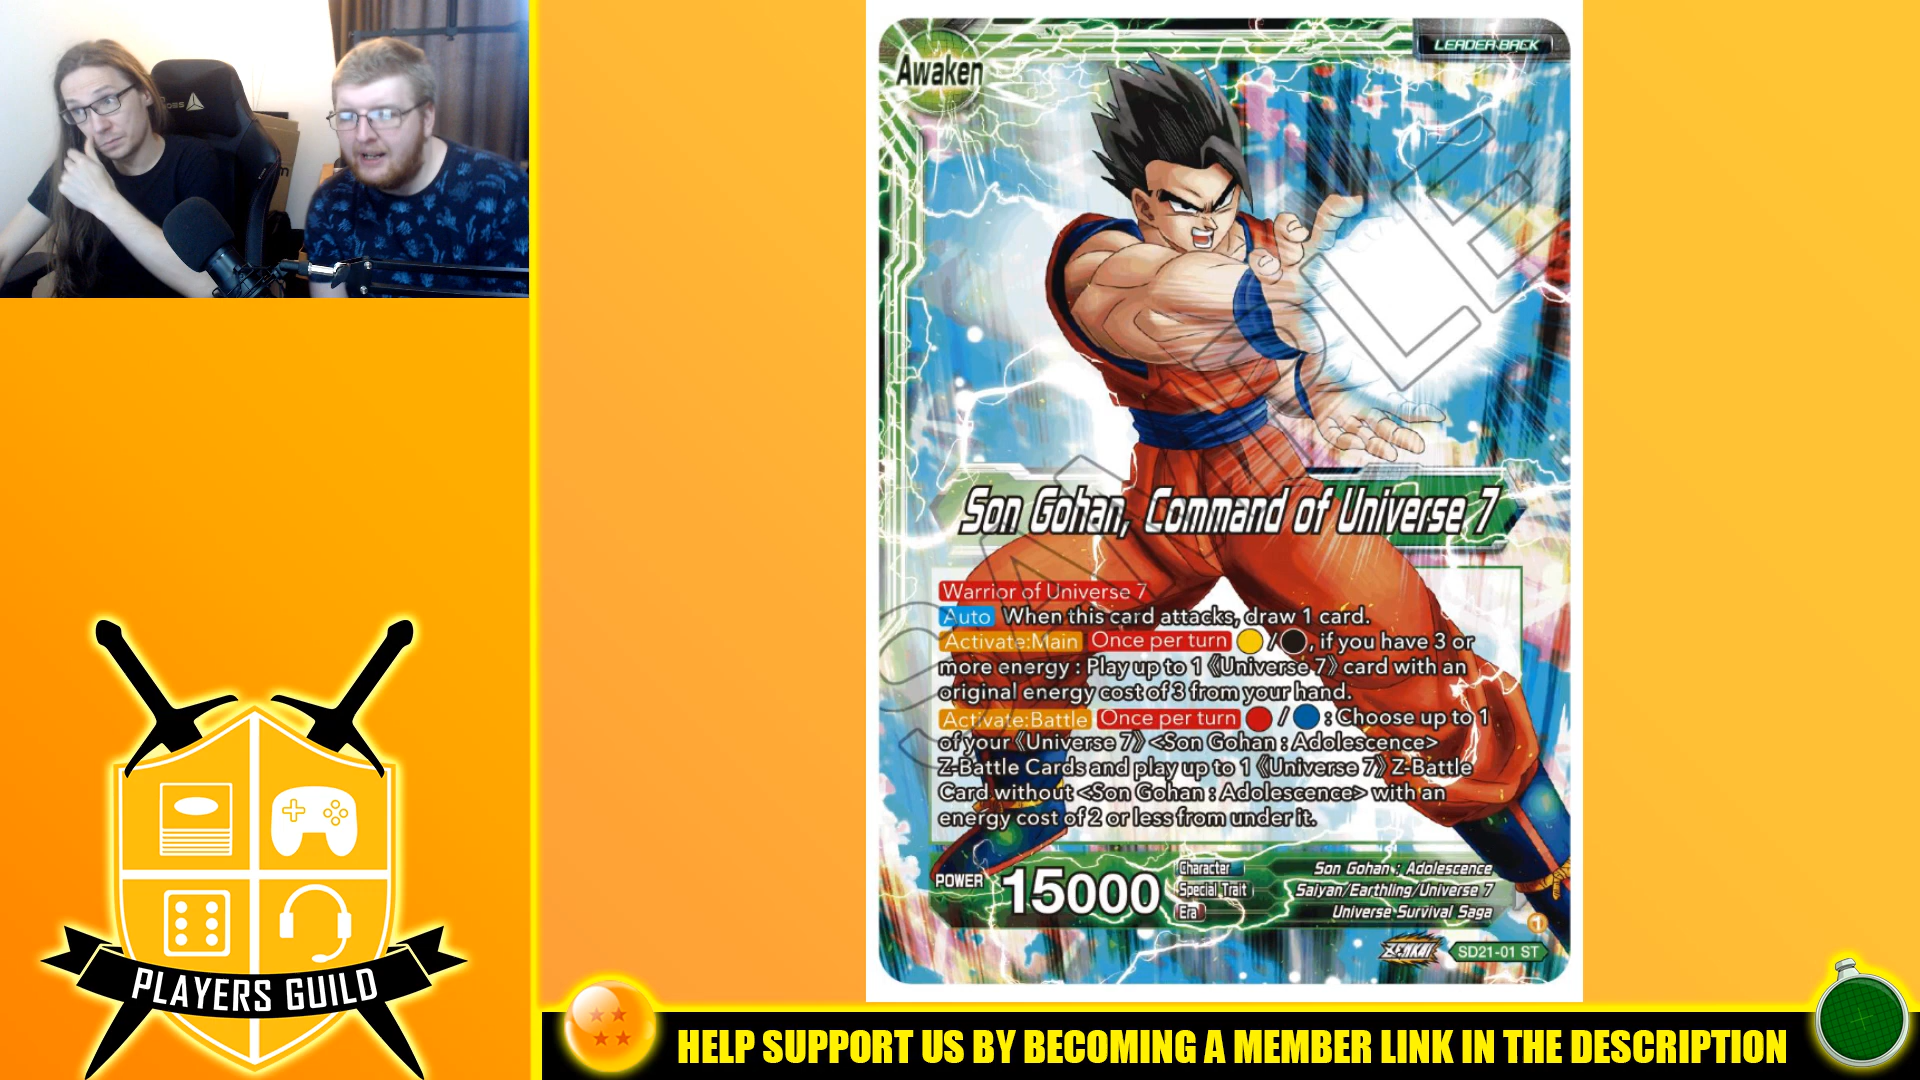 Awaken
LEADER BACK
SAMPLE
Son Gohan, Command of Universe 7
Warrior of Universe 7
Auto When this card attacks, draw 1 card.
Activate:Main Once per turn / , if you have 3 or
more energy : Play up to 1 《Universe 7》 card with an
original energy cost of 3 from your hand.
Activate:Battle Once per turn / : Choose up to 1
of your 《Universe 7》 <Son Gohan : Adolescence>
Z-Battle Cards and play up to 1 《Universe 7》 Z-Battle
Card without <Son Gohan : Adolescence> with an
energy cost of 2 or less from under it.
POWER 15000
Character Son Gohan : Adolescence
Special Trait Saiyan/Earthling/Universe 7
Era Universe Survival Saga
1
ZENKAI SD21-01 ST
PLAYERS GUILD
HELP SUPPORT US BY BECOMING A MEMBER LINK IN THE DESCRIPTION